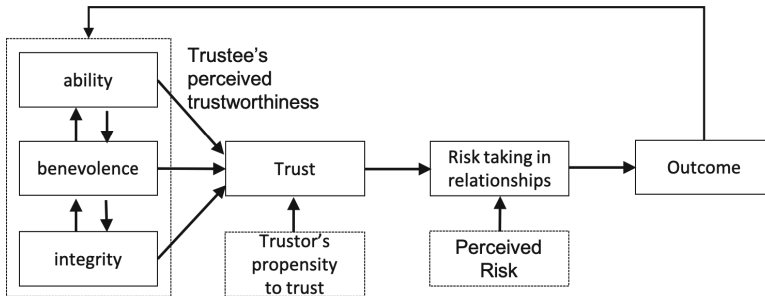 ability
Trustee's
perceived
trustworthiness
benevolence
Trust
Risk taking in
relationships
Outcome
integrity
Trustor's
propensity
to trust
Perceived
Risk